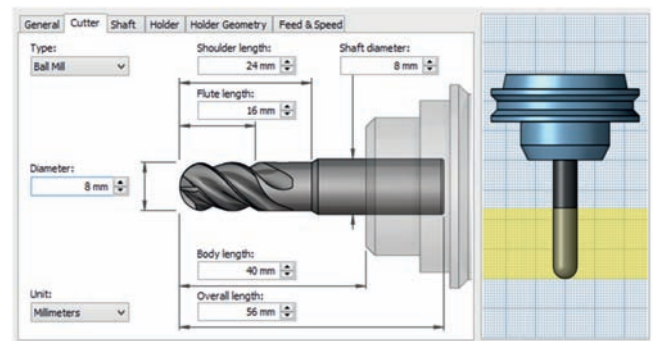 General Cutter Shaft Holder Holder Geometry Feed & Speed
Type:
Ball Mill
Shoulder length:
24 mm
Shaft diameter:
8 mm
Flute length:
16 mm
Diameter:
8 mm
Body length:
40 mm
Unit:
Millimeters
Overall length:
56 mm